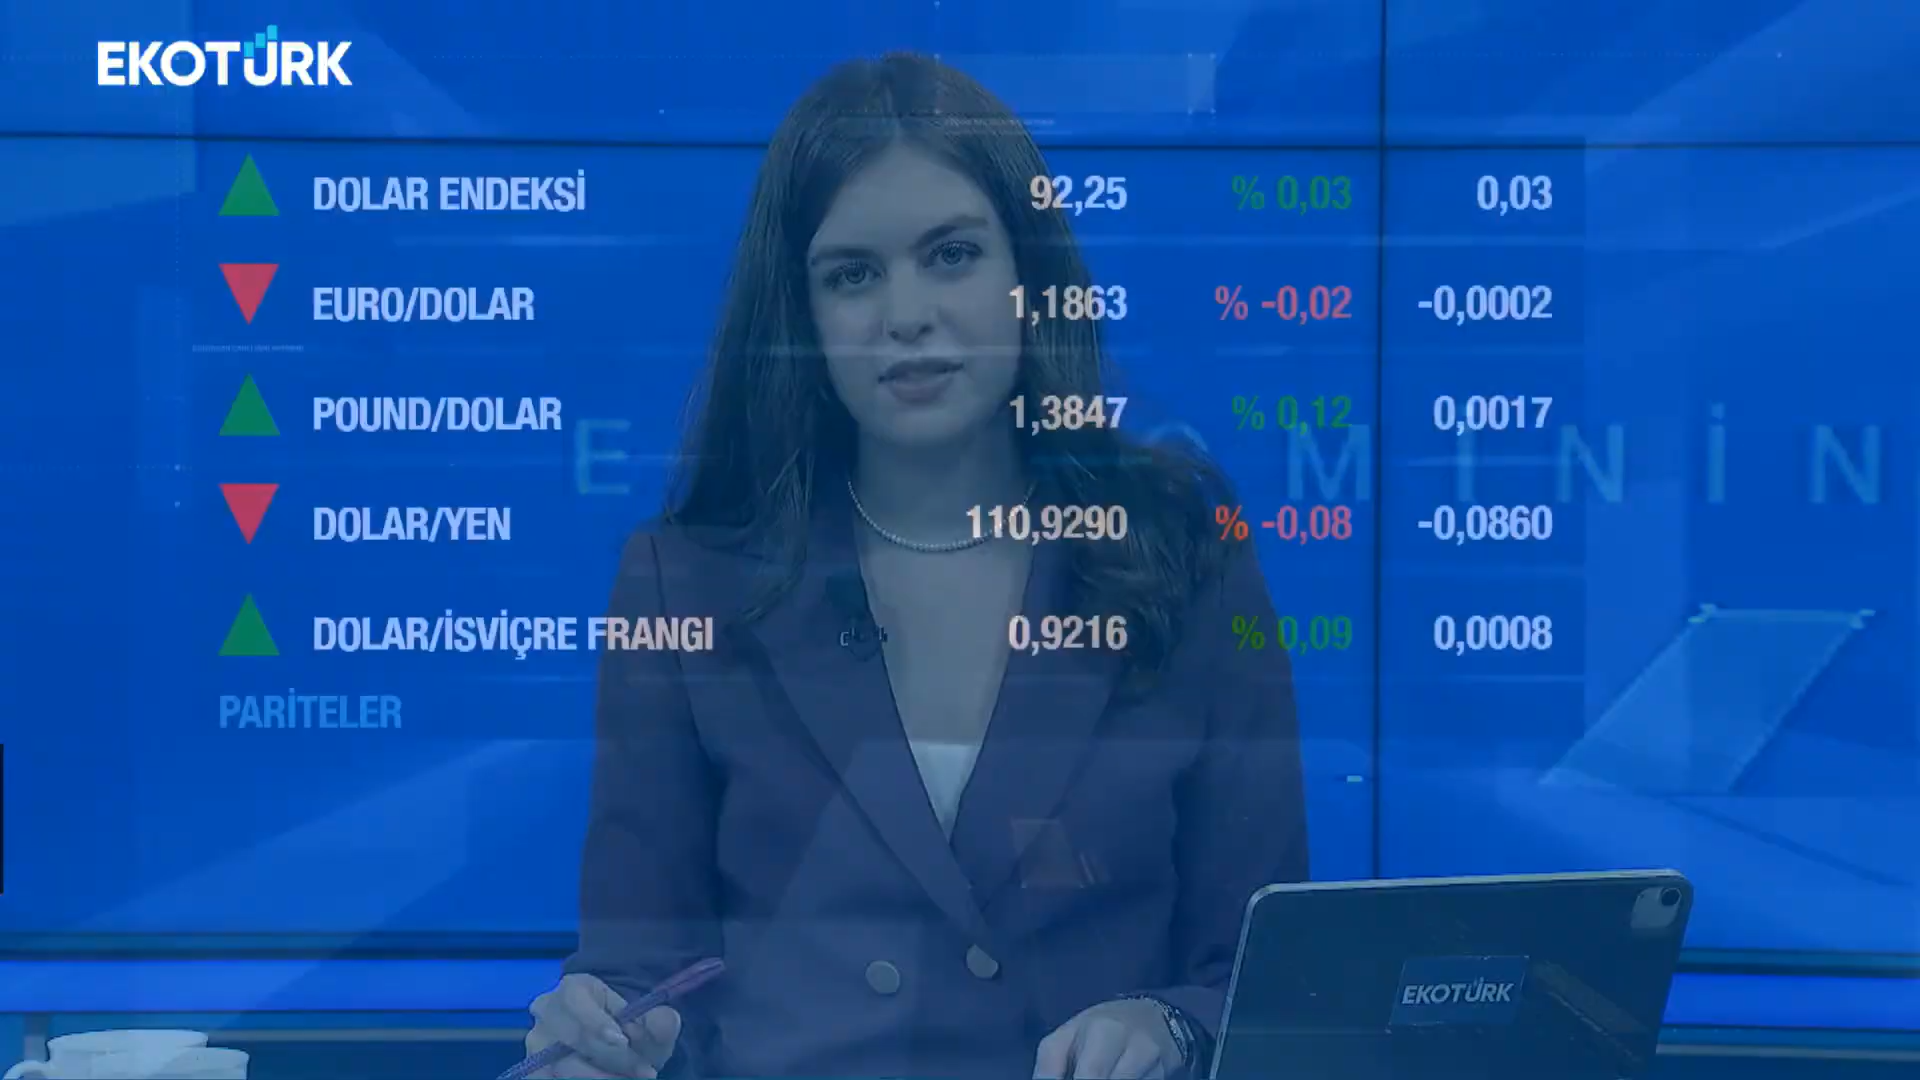 EKOTÜRK
DOLAR ENDEKSİ 92,25 % 0,03 0,03
EURO/DOLAR 1,1863 % -0,02 -0,0002
POUND/DOLAR 1,3847 % 0,12 0,0017
DOLAR/YEN 110,9290 % -0,08 -0,0860
DOLAR/İSVİÇRE FRANGI 0,9216 % 0,09 0,0008
PARİTELER
EKOTÜRK